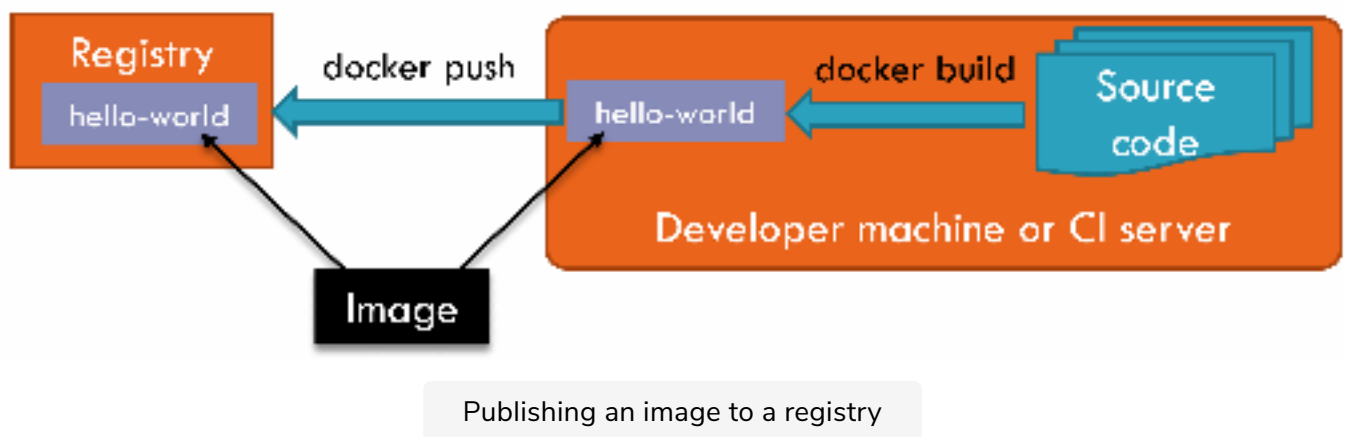 Registry
hello-world
docker push
hello-world
docker build
Source
code
Developer machine or CI server
Image
Publishing an image to a registry